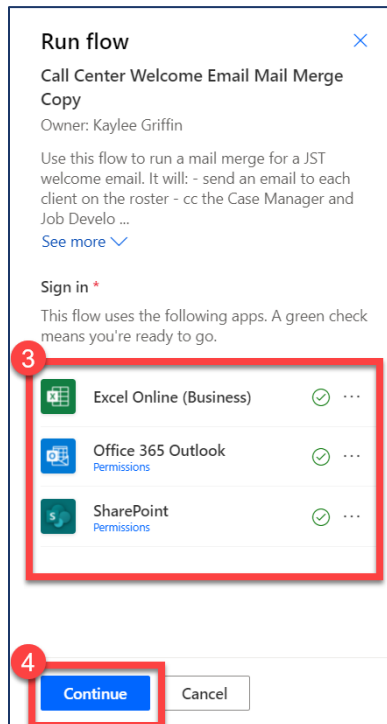 Run flow
Call Center Welcome Email Mail Merge
Copy
Owner: Kaylee Griffin
Use this flow to run a mail merge for a JST
welcome email. It will: - send an email to each
client on the roster - cc the Case Manager and
Job Develo ...
See more
Sign in *
This flow uses the following apps. A green check
means you're ready to go.
3
Excel Online (Business)
Office 365 Outlook
Permissions
S
SharePoint
Permissions
4
Continue
Cancel